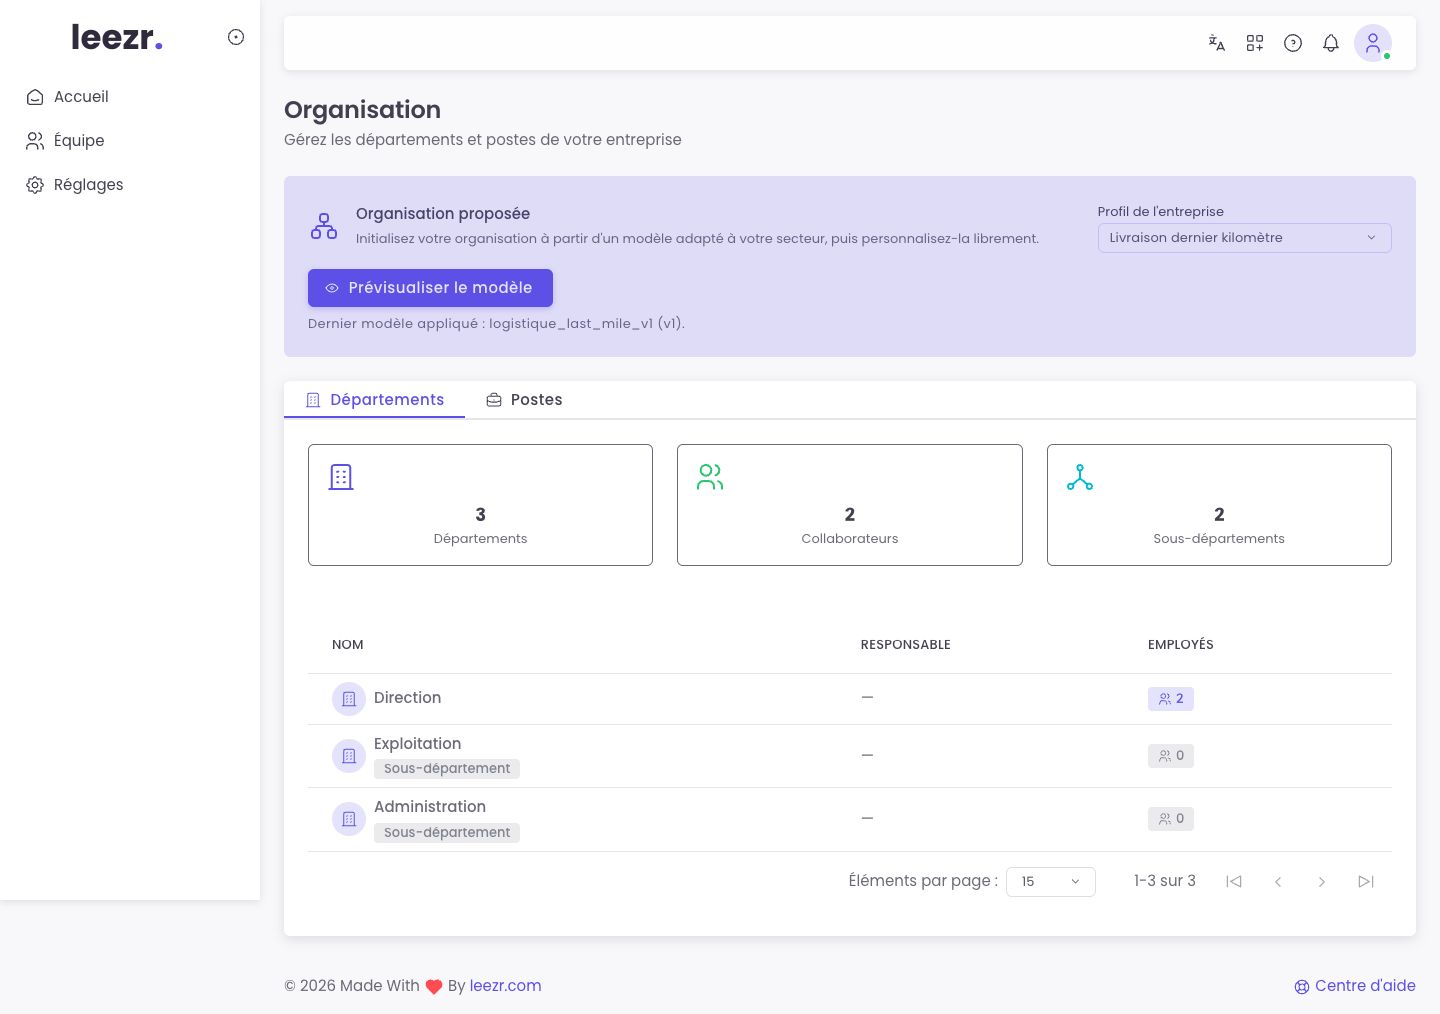 leezr.
Accueil
Équipe
Réglages
Organisation
Gérez les départements et postes de votre entreprise
Organisation proposée
Initialisez votre organisation à partir d'un modèle adapté à votre secteur, puis personnalisez-la librement.
Profil de l'entreprise
Livraison dernier kilomètre
Prévisualiser le modèle
Dernier modèle appliqué : logistique_last_mile_v1 (v1).
Départements
Postes
3
Départements
2
Collaborateurs
2
Sous-départements
NOM RESPONSABLE EMPLOYÉS
Direction — 2
Exploitation — 0
Sous-département
Administration — 0
Sous-département
Éléments par page : 15 1-3 sur 3
© 2026 Made With By leezr.com
Centre d'aide